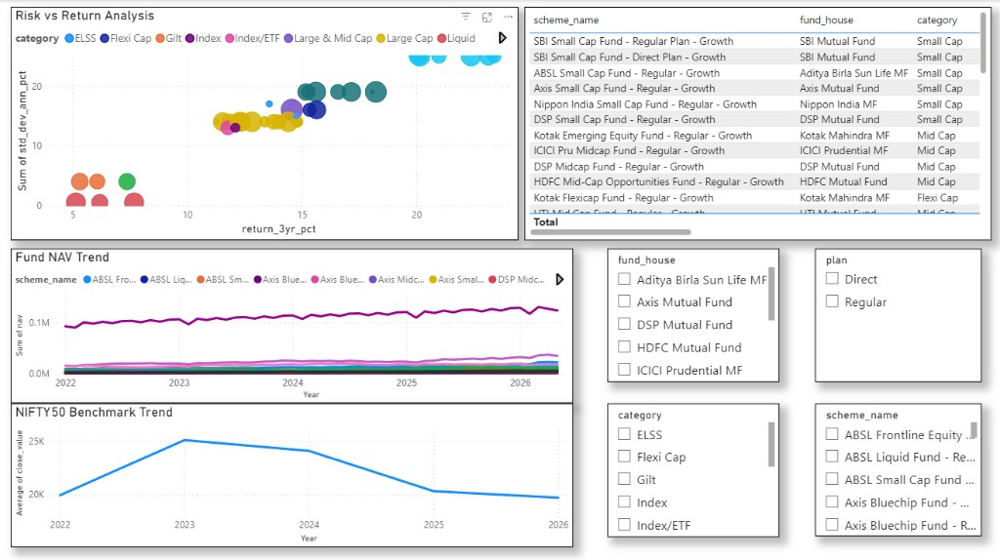 Risk vs Return Analysis
category ELSS Flexi Cap Gilt Index Index/ETF Large & Mid Cap Large Cap Liquid
Sum of std_dev_ann_pct
20
10
0
5 10 15 20
return_3yr_pct
scheme_name fund_house category
SBI Small Cap Fund - Regular Plan - Growth SBI Mutual Fund Small Cap
SBI Small Cap Fund - Direct Plan - Growth SBI Mutual Fund Small Cap
ABSL Small Cap Fund - Regular - Growth Aditya Birla Sun Life MF Small Cap
Axis Small Cap Fund - Regular - Growth Axis Mutual Fund Small Cap
Nippon India Small Cap Fund - Regular - Growth Nippon India MF Small Cap
DSP Small Cap Fund - Regular - Growth DSP Mutual Fund Small Cap
Kotak Emerging Equity Fund - Regular - Growth Kotak Mahindra MF Mid Cap
ICICI Pru Midcap Fund - Regular - Growth ICICI Prudential MF Mid Cap
DSP Midcap Fund - Regular - Growth DSP Mutual Fund Mid Cap
HDFC Mid-Cap Opportunities Fund - Regular - Growth HDFC Mutual Fund Mid Cap
Kotak Flexicap Fund - Regular - Growth Kotak Mahindra MF Flexi Cap
UTI Mid Cap Fund - Regular - Growth UTI Mutual Fund Mid Cap
Total
Fund NAV Trend
scheme_name ABSL Fro... ABSL Liq... ABSL Sm... Axis Blue... Axis Blue... Axis Midc... Axis Smal... DSP Midc...
Sum of nav
0.1M
0.0M
2022 2023 2024 2025 2026
Year
NIFTY50 Benchmark Trend
Average of close_value
25K
20K
2022 2023 2024 2025 2026
Year
fund_house
Aditya Birla Sun Life MF
Axis Mutual Fund
DSP Mutual Fund
HDFC Mutual Fund
ICICI Prudential MF
plan
Direct
Regular
category
ELSS
Flexi Cap
Gilt
Index
Index/ETF
scheme_name
ABSL Frontline Equity ...
ABSL Liquid Fund - Re...
ABSL Small Cap Fund ...
Axis Bluechip Fund - ...
Axis Bluechip Fund - R...